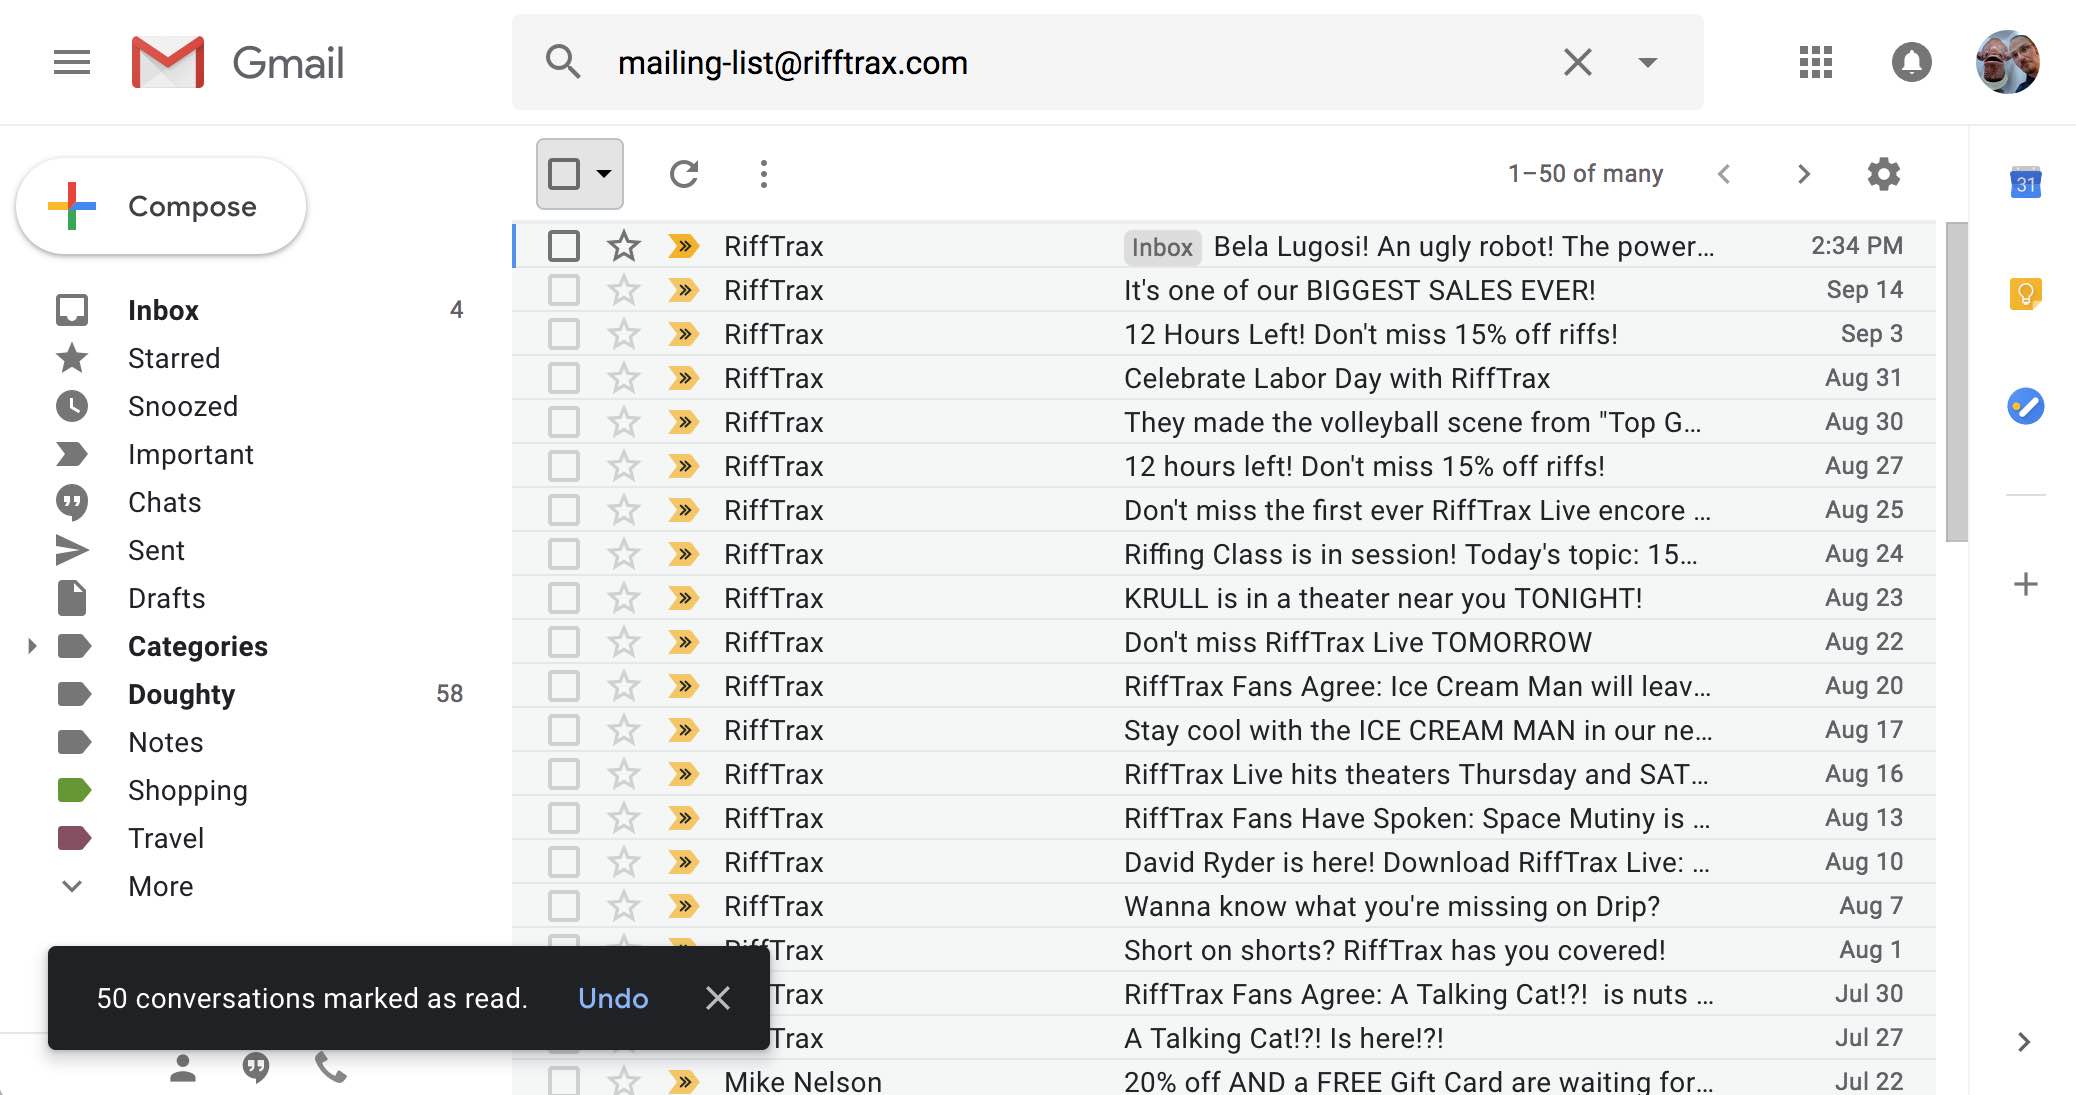 Gmail
mailing-list@rifftrax.com
Compose
1–50 of many
31
Inbox 4
Starred
Snoozed
Important
Chats
Sent
Drafts
Categories
Doughty 58
Notes
Shopping
Travel
More
RiffTrax Inbox Bela Lugosi! An ugly robot! The power... 2:34 PM
RiffTrax It's one of our BIGGEST SALES EVER! Sep 14
RiffTrax 12 Hours Left! Don't miss 15% off riffs! Sep 3
RiffTrax Celebrate Labor Day with RiffTrax Aug 31
RiffTrax They made the volleyball scene from "Top G... Aug 30
RiffTrax 12 hours left! Don't miss 15% off riffs! Aug 27
RiffTrax Don't miss the first ever RiffTrax Live encore ... Aug 25
RiffTrax Riffing Class is in session! Today's topic: 15... Aug 24
RiffTrax KRULL is in a theater near you TONIGHT! Aug 23
RiffTrax Don't miss RiffTrax Live TOMORROW Aug 22
RiffTrax RiffTrax Fans Agree: Ice Cream Man will leav... Aug 20
RiffTrax Stay cool with the ICE CREAM MAN in our ne... Aug 17
RiffTrax RiffTrax Live hits theaters Thursday and SAT... Aug 16
RiffTrax RiffTrax Fans Have Spoken: Space Mutiny is ... Aug 13
RiffTrax David Ryder is here! Download RiffTrax Live: ... Aug 10
RiffTrax Wanna know what you're missing on Drip? Aug 7
RiffTrax Short on shorts? RiffTrax has you covered! Aug 1
Trax RiffTrax Fans Agree: A Talking Cat!?! is nuts ... Jul 30
Trax A Talking Cat!?! Is here!?! Jul 27
Mike Nelson 20% off AND a FREE Gift Card are waiting for... Jul 22
50 conversations marked as read. Undo